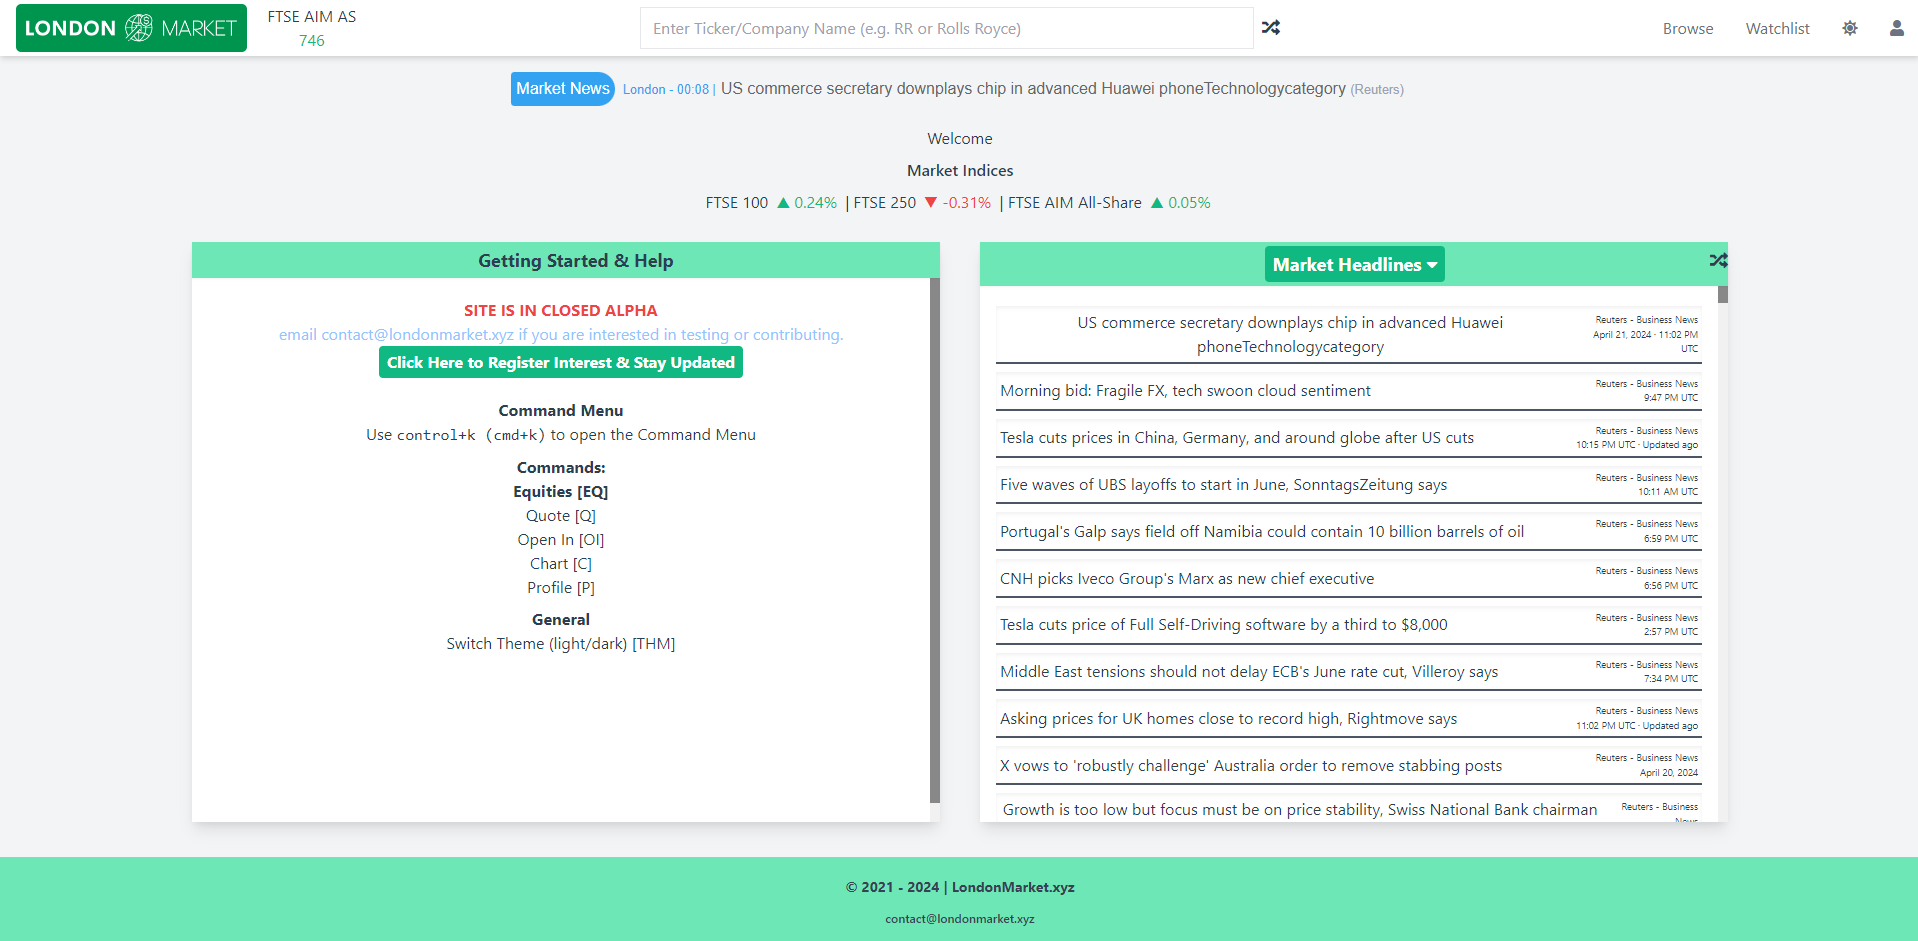 LONDON MARKET
FTSE AIM AS
746
Enter Ticker/Company Name (e.g. RR or Rolls Royce)
Browse
Watchlist
Market News London - 00:08 | US commerce secretary downplays chip in advanced Huawei phoneTechnologycategory (Reuters)
Welcome
Market Indices
FTSE 100 ▲ 0.24% | FTSE 250 ▼ -0.31% | FTSE AIM All-Share ▲ 0.05%
Getting Started & Help
SITE IS IN CLOSED ALPHA
email contact@londonmarket.xyz if you are interested in testing or contributing.
Click Here to Register Interest & Stay Updated
Command Menu
Use control+k (cmd+k) to open the Command Menu
Commands:
Equities [EQ]
Quote [Q]
Open In [OI]
Chart [C]
Profile [P]
General
Switch Theme (light/dark) [THM]
Market Headlines
US commerce secretary downplays chip in advanced Huawei
phoneTechnologycategory
Reuters - Business News
April 21, 2024 · 11:02 PM
UTC
Morning bid: Fragile FX, tech swoon cloud sentiment
Reuters - Business News
9:47 PM UTC
Tesla cuts prices in China, Germany, and around globe after US cuts
Reuters - Business News
10:15 PM UTC · Updated ago
Five waves of UBS layoffs to start in June, SonntagsZeitung says
Reuters - Business News
10:11 AM UTC
Portugal's Galp says field off Namibia could contain 10 billion barrels of oil
Reuters - Business News
6:59 PM UTC
CNH picks Iveco Group's Marx as new chief executive
Reuters - Business News
6:56 PM UTC
Tesla cuts price of Full Self-Driving software by a third to $8,000
Reuters - Business News
2:57 PM UTC
Middle East tensions should not delay ECB's June rate cut, Villeroy says
Reuters - Business News
7:34 PM UTC
Asking prices for UK homes close to record high, Rightmove says
Reuters - Business News
11:02 PM UTC · Updated ago
X vows to 'robustly challenge' Australia order to remove stabbing posts
Reuters - Business News
April 20, 2024
Growth is too low but focus must be on price stability, Swiss National Bank chairman
Reuters - Business
News
© 2021 - 2024 | LondonMarket.xyz
contact@londonmarket.xyz